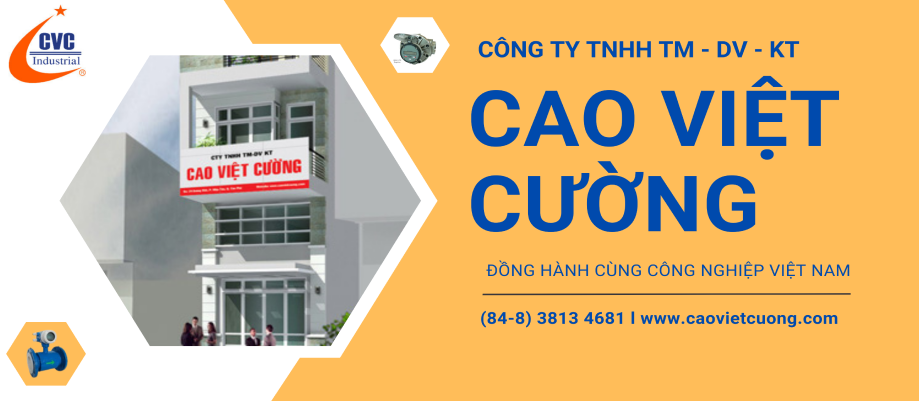 CVC
Industrial
®
CÔNG TY TNHH TM - DV - KT
CAO VIỆT
CƯỜNG
ĐỒNG HÀNH CÙNG CÔNG NGHIỆP VIỆT NAM
(84-8) 3813 4681 l www.caovietcuong.com
CTY TNHH TM-DV KT
CAO VIỆT CƯỜNG